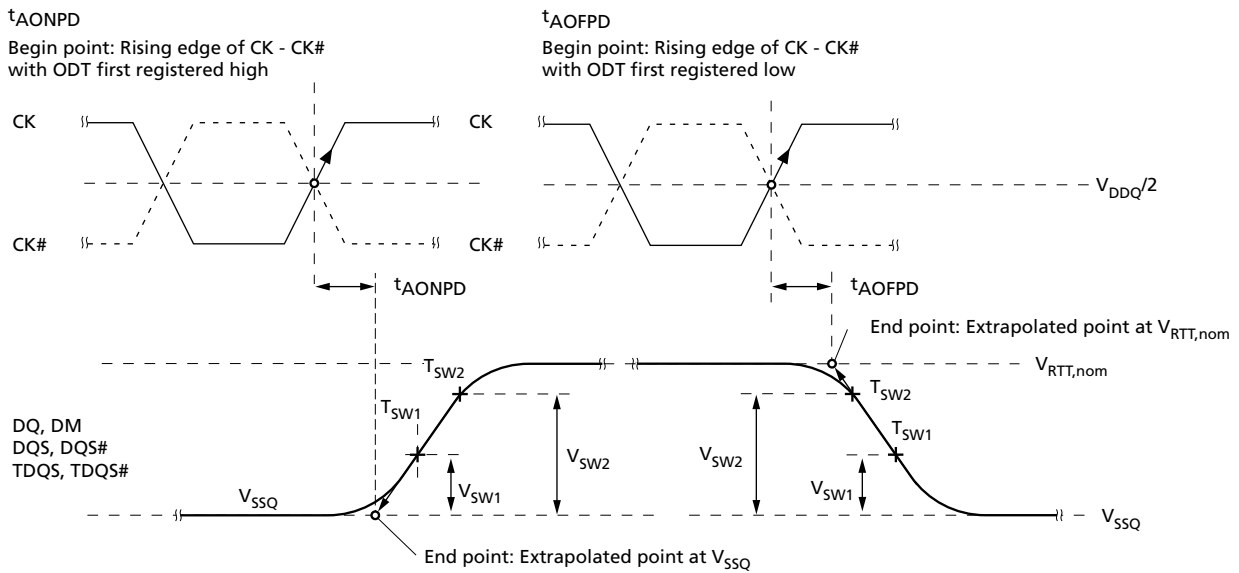 tAONPD
Begin point: Rising edge of CK - CK#
with ODT first registered high
tAOFPD
Begin point: Rising edge of CK - CK#
with ODT first registered low
CK
CK
VDDQ/2
CK#
CK#
tAONPD
tAOFPD
End point: Extrapolated point at VRTT,nom
TSW2
VRTT,nom
TSW2
TSW1
TSW1
DQ, DM
DQS, DQS#
TDQS, TDQS#
VSW2
VSW2
VSW1
VSW1
VSSQ
VSSQ
End point: Extrapolated point at VSSQ